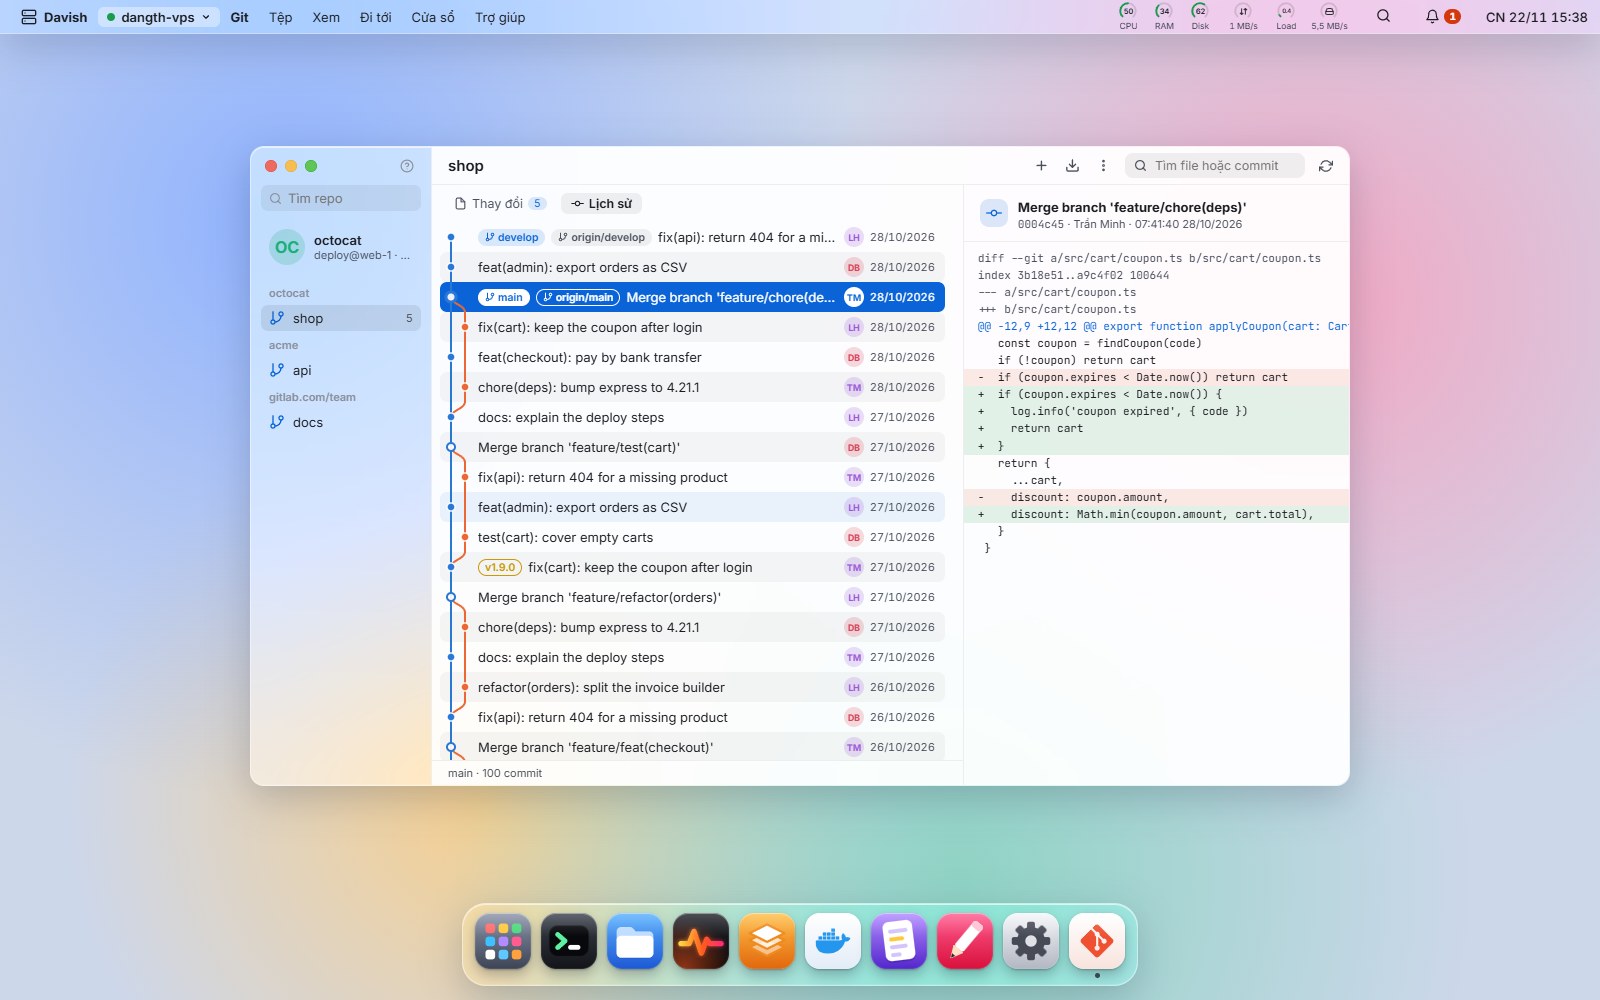 Davish dangth-vps Git Tệp Xem Đi tới Cửa sổ Trợ giúp
50 34 62 0.4
CPU RAM Disk 1 MB/s Load 5,5 MB/s
1 CN 22/11 15:38
shop
Tìm file hoặc commit
Tìm repo
OC octocat
deploy@web-1 · ...
octocat
shop 5
acme
api
gitlab.com/team
docs
Thay đổi 5 Lịch sử
develop origin/develop fix(api): return 404 for a mi... LH 28/10/2026
feat(admin): export orders as CSV DB 28/10/2026
main origin/main Merge branch 'feature/chore(de... TM 28/10/2026
fix(cart): keep the coupon after login LH 28/10/2026
feat(checkout): pay by bank transfer DB 28/10/2026
chore(deps): bump express to 4.21.1 TM 28/10/2026
docs: explain the deploy steps LH 27/10/2026
Merge branch 'feature/test(cart)' DB 27/10/2026
fix(api): return 404 for a missing product TM 27/10/2026
feat(admin): export orders as CSV LH 27/10/2026
test(cart): cover empty carts DB 27/10/2026
v1.9.0 fix(cart): keep the coupon after login TM 27/10/2026
Merge branch 'feature/refactor(orders)' LH 27/10/2026
chore(deps): bump express to 4.21.1 DB 27/10/2026
docs: explain the deploy steps TM 27/10/2026
refactor(orders): split the invoice builder LH 26/10/2026
fix(api): return 404 for a missing product DB 26/10/2026
Merge branch 'feature/feat(checkout)' TM 26/10/2026
main · 100 commit
Merge branch 'feature/chore(deps)'
0004c45 · Trần Minh · 07:41:40 28/10/2026
diff --git a/src/cart/coupon.ts b/src/cart/coupon.ts
index 3b18e51..a9c4f02 100644
--- a/src/cart/coupon.ts
+++ b/src/cart/coupon.ts
@@ -12,9 +12,12 @@ export function applyCoupon(cart: Car
const coupon = findCoupon(code)
if (!coupon) return cart
- if (coupon.expires < Date.now()) return cart
+ if (coupon.expires < Date.now()) {
+ log.info('coupon expired', { code })
+ return cart
+ }
return {
...cart,
- discount: coupon.amount,
+ discount: Math.min(coupon.amount, cart.total),
}
}